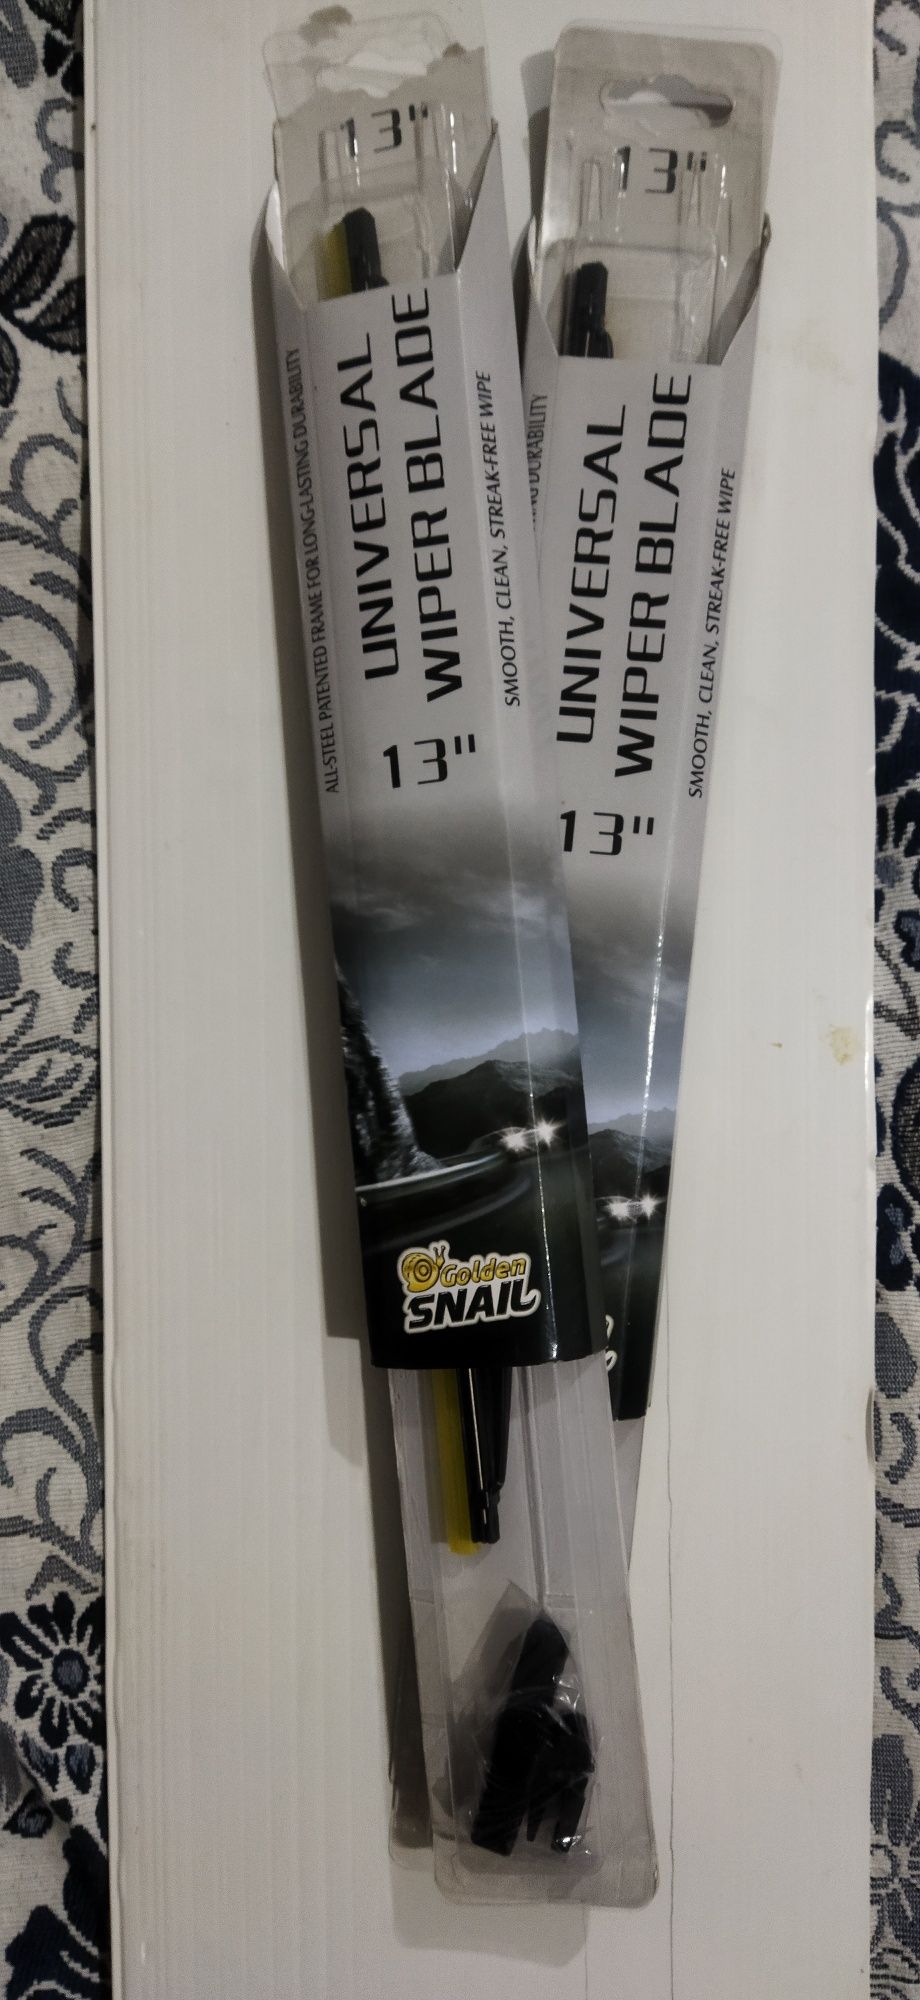 13"
ALL-STEEL PATENTED FRAME FOR LONG-LASTING DURABILITY
UNIVERSAL
WIPER BLADE
13"
SMOOTH, CLEAN, STREAK-FREE WIPE
Golden
SNAIL
13"
DURABILITY
UNIVERSAL
WIPER BLADE
13"
SMOOTH, CLEAN, STREAK-FREE WIPE